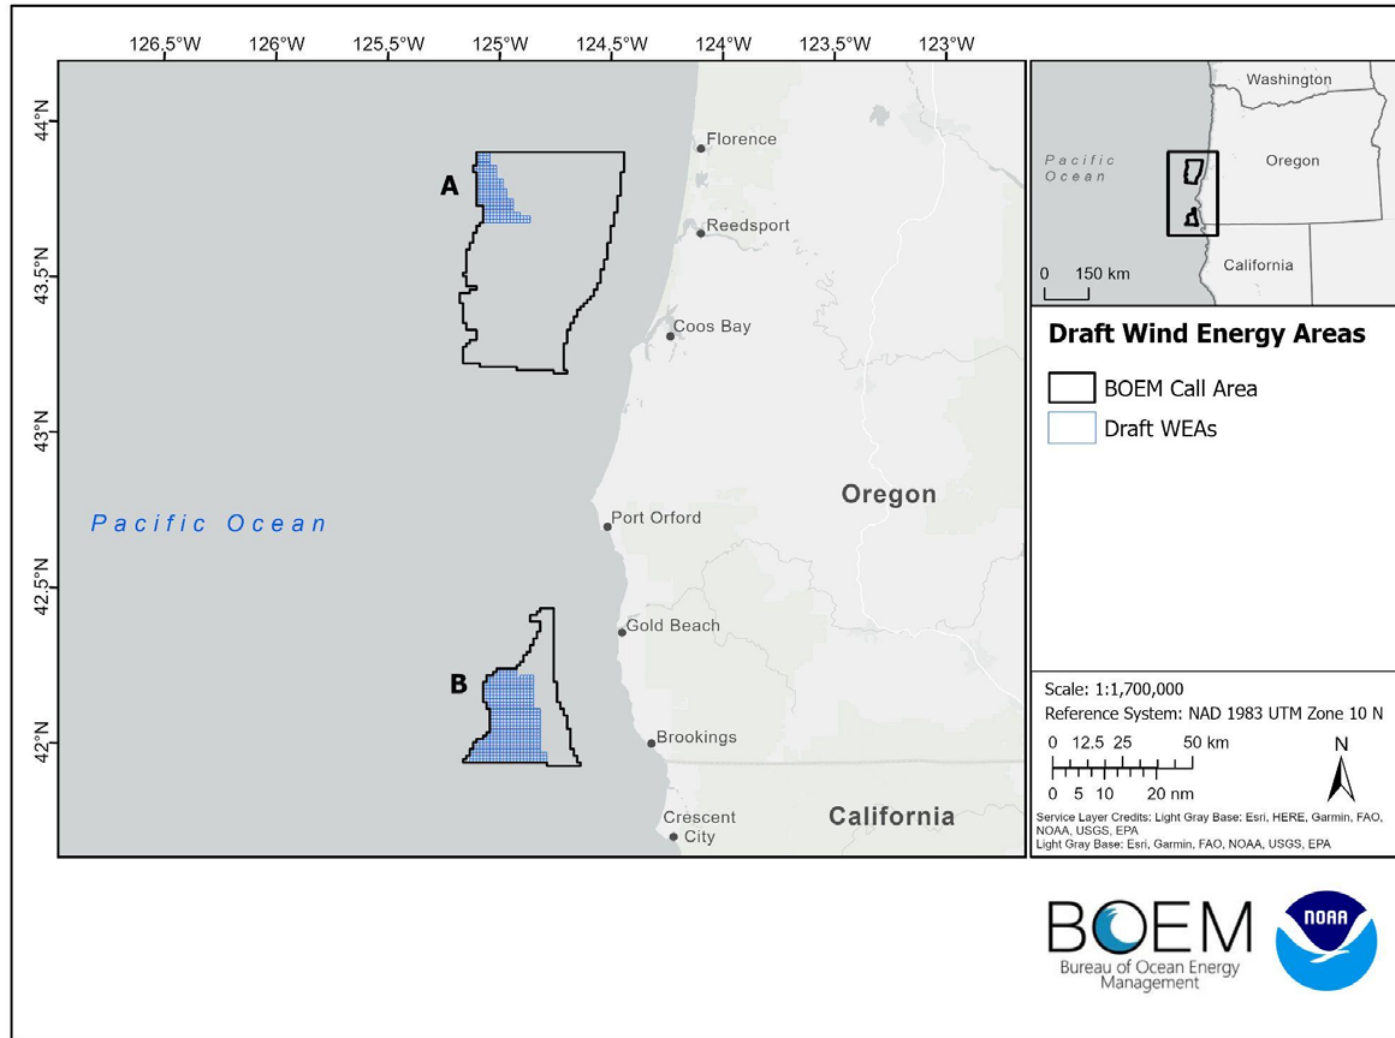 126.5°W 126°W 125.5°W 125°W 124.5°W 124°W 123.5°W 123°W
44°N
43.5°N
43°N
42.5°N
42°N
A
B
Florence
Reedsport
Coos Bay
Oregon
Port Orford
Pacific Ocean
Gold Beach
Brookings
California
Crescent
City
Washington
Pacific
Ocean
Oregon
California
0 150 km
Draft Wind Energy Areas
BOEM Call Area
Draft WEAs
Scale: 1:1,700,000
Reference System: NAD 1983 UTM Zone 10 N
0 12.5 25 50 km
0 5 10 20 nm
N
Service Layer Credits: Light Gray Base: Esri, HERE, Garmin, FAO,
NOAA, USGS, EPA
Light Gray Base: Esri, Garmin, FAO, NOAA, USGS, EPA
BOEM
Bureau of Ocean Energy
Management
NOAA